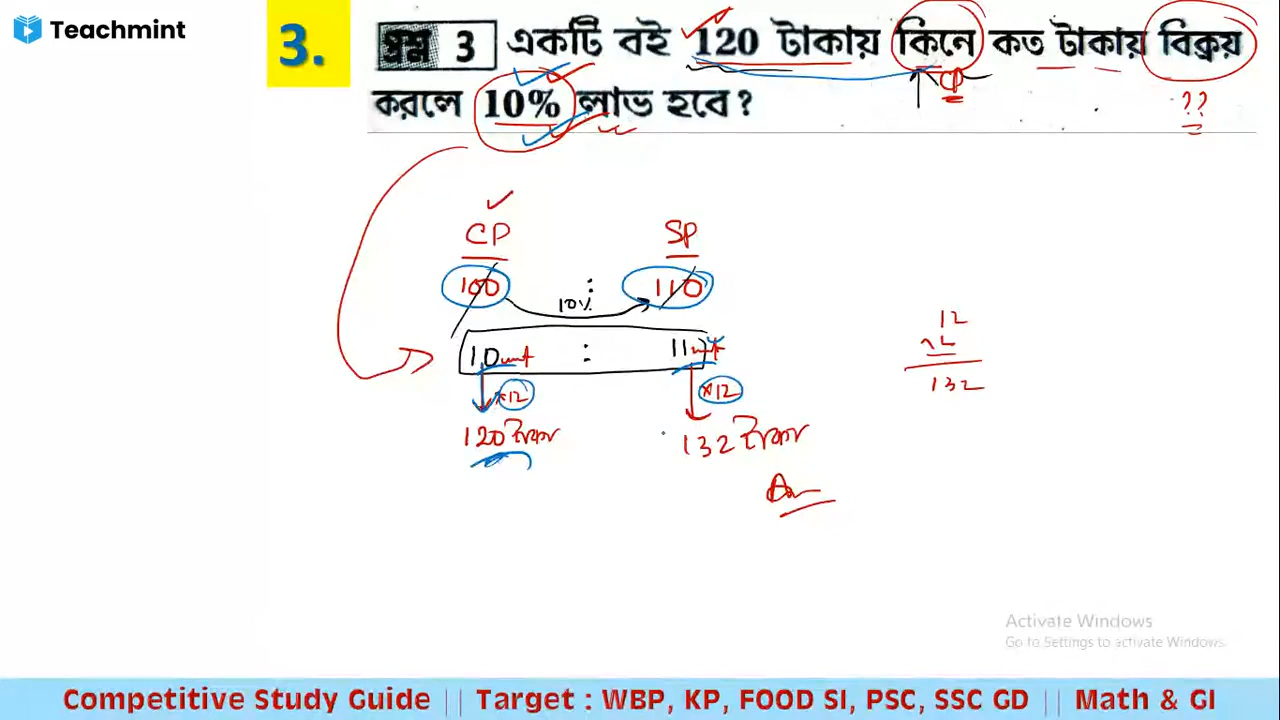 Teachmint
3. প্রশ্ন 3 একটি বই 120 টাকায় কিনে কত টাকায় বিক্রয়
CP
করলে 10% লাভ হবে ?
??
CP SP
100 : 110
10%
10 unit : 11 unit
×12 ×12
120 টাকা 132 টাকা
Ans
12
132
Activate Windows
Go to Settings to activate Windows.
Competitive Study Guide || Target : WBP, KP, FOOD SI, PSC, SSC GD || Math & GI